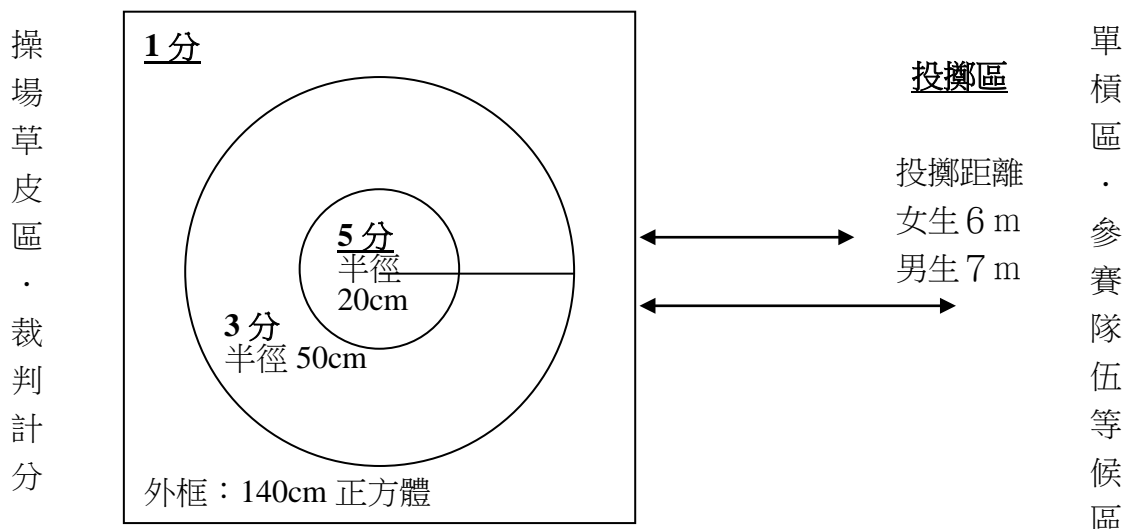 操場草皮區．裁判計分
1 分
5 分
半徑
20cm
3 分
半徑 50cm
外框：140cm 正方體
投擲區
投擲距離
女生６ｍ
男生７ｍ
單槓區．參賽隊伍等候區